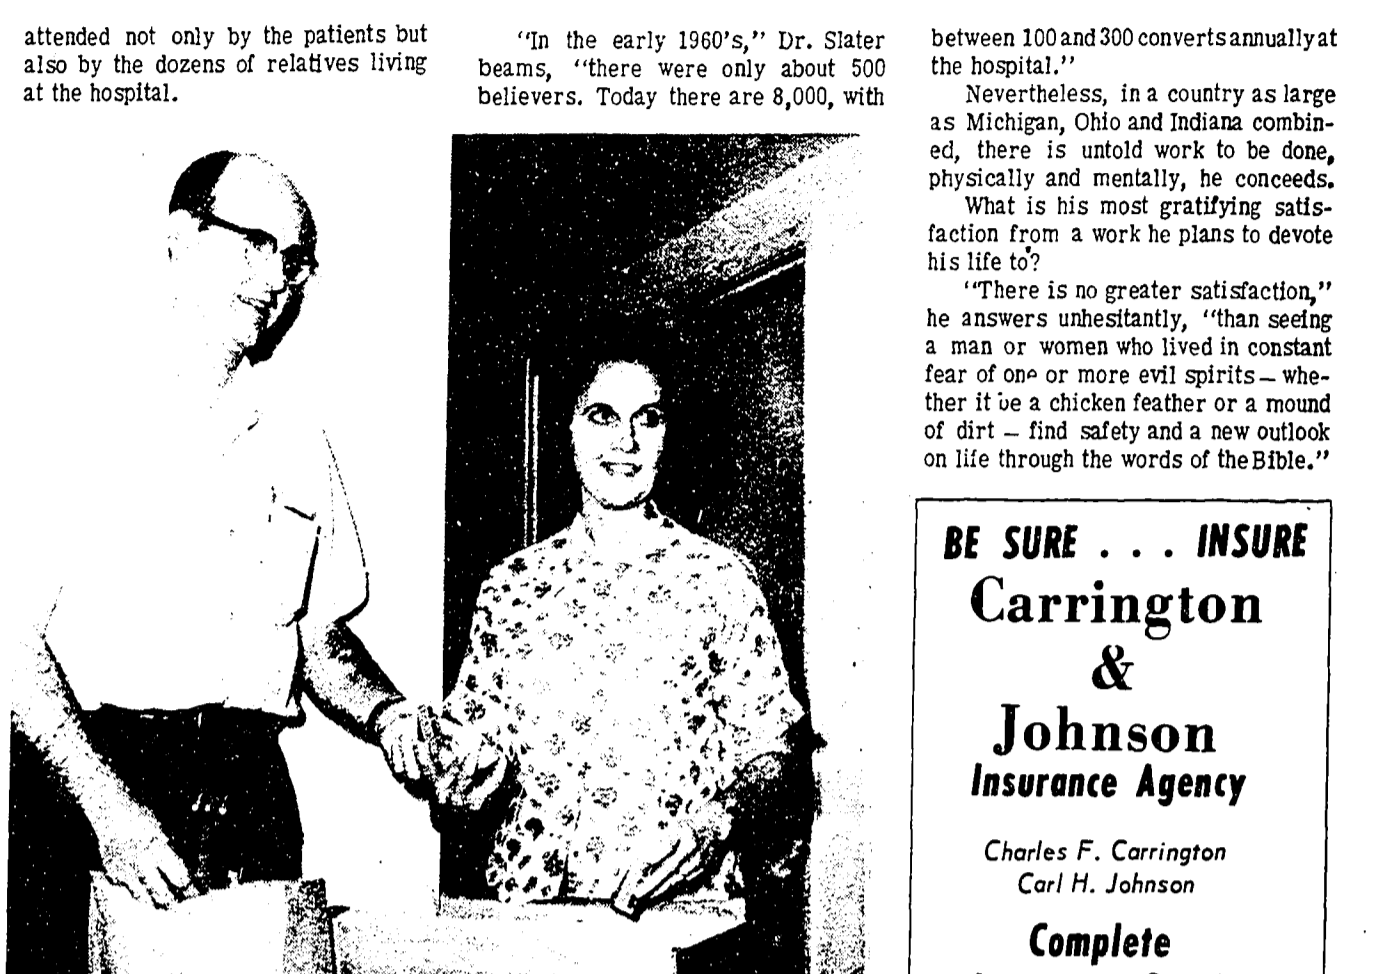 attended not only by the patients but
also by the dozens of relatives living
at the hospital.
"In the early 1960's," Dr. Slater
beams, "there were only about 500
believers. Today there are 8,000, with
between 100 and 300 converts annually at
the hospital."
Nevertheless, in a country as large
as Michigan, Ohio and Indiana combin-
ed, there is untold work to be done,
physically and mentally, he conceeds.
What is his most gratifying satis-
faction from a work he plans to devote
his life to?
"There is no greater satisfaction,"
he answers unhesitantly, "than seeing
a man or women who lived in constant
fear of one or more evil spirits — whe-
ther it be a chicken feather or a mound
of dirt — find safety and a new outlook
on life through the words of the Bible."
BE SURE . . . INSURE
Carrington
&
Johnson
Insurance Agency
Charles F. Carrington
Carl H. Johnson
Complete